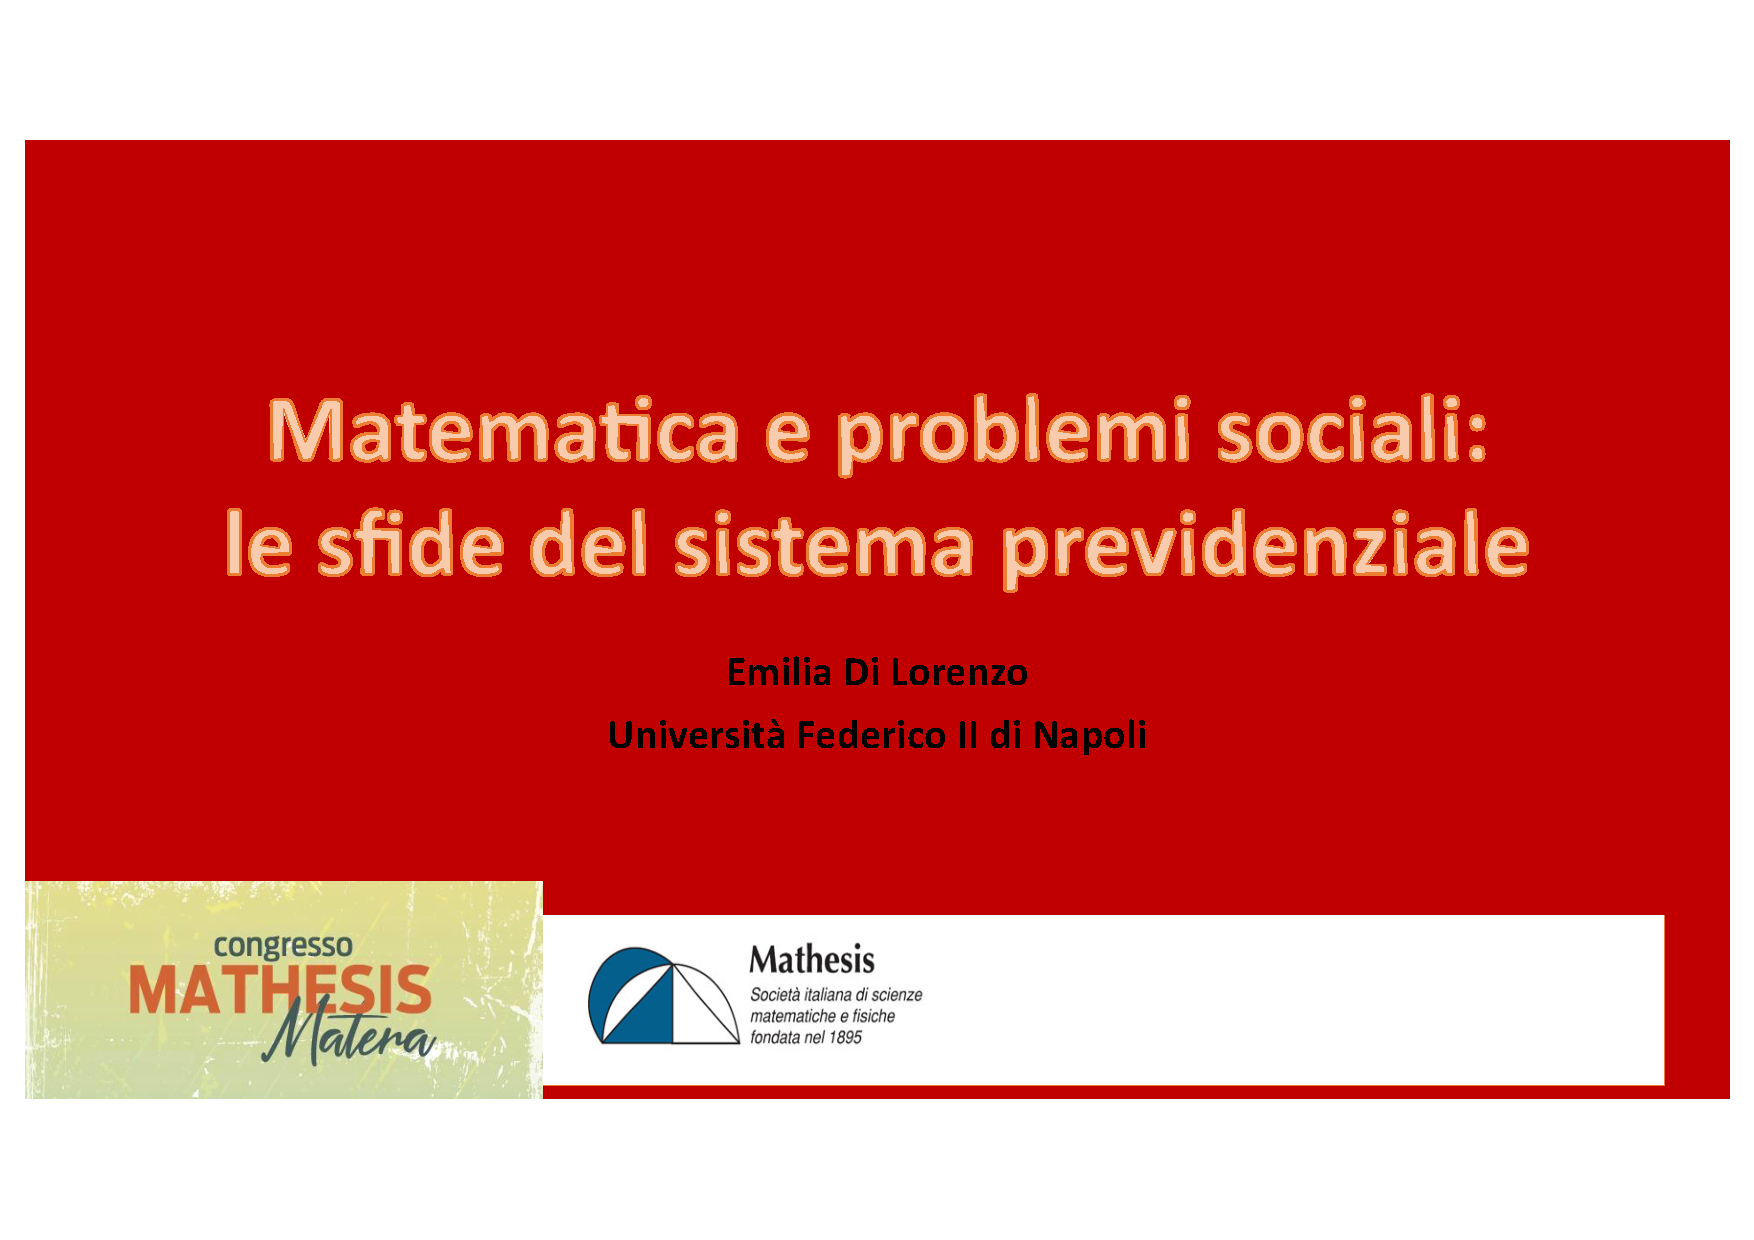 Matematica e problemi sociali:
le sfide del sistema previdenziale
Emilia Di Lorenzo
Università Federico II di Napoli
congresso
MATHESIS
Matera
Mathesis
Società italiana di scienze
matematiche e fisiche
fondata nel 1895